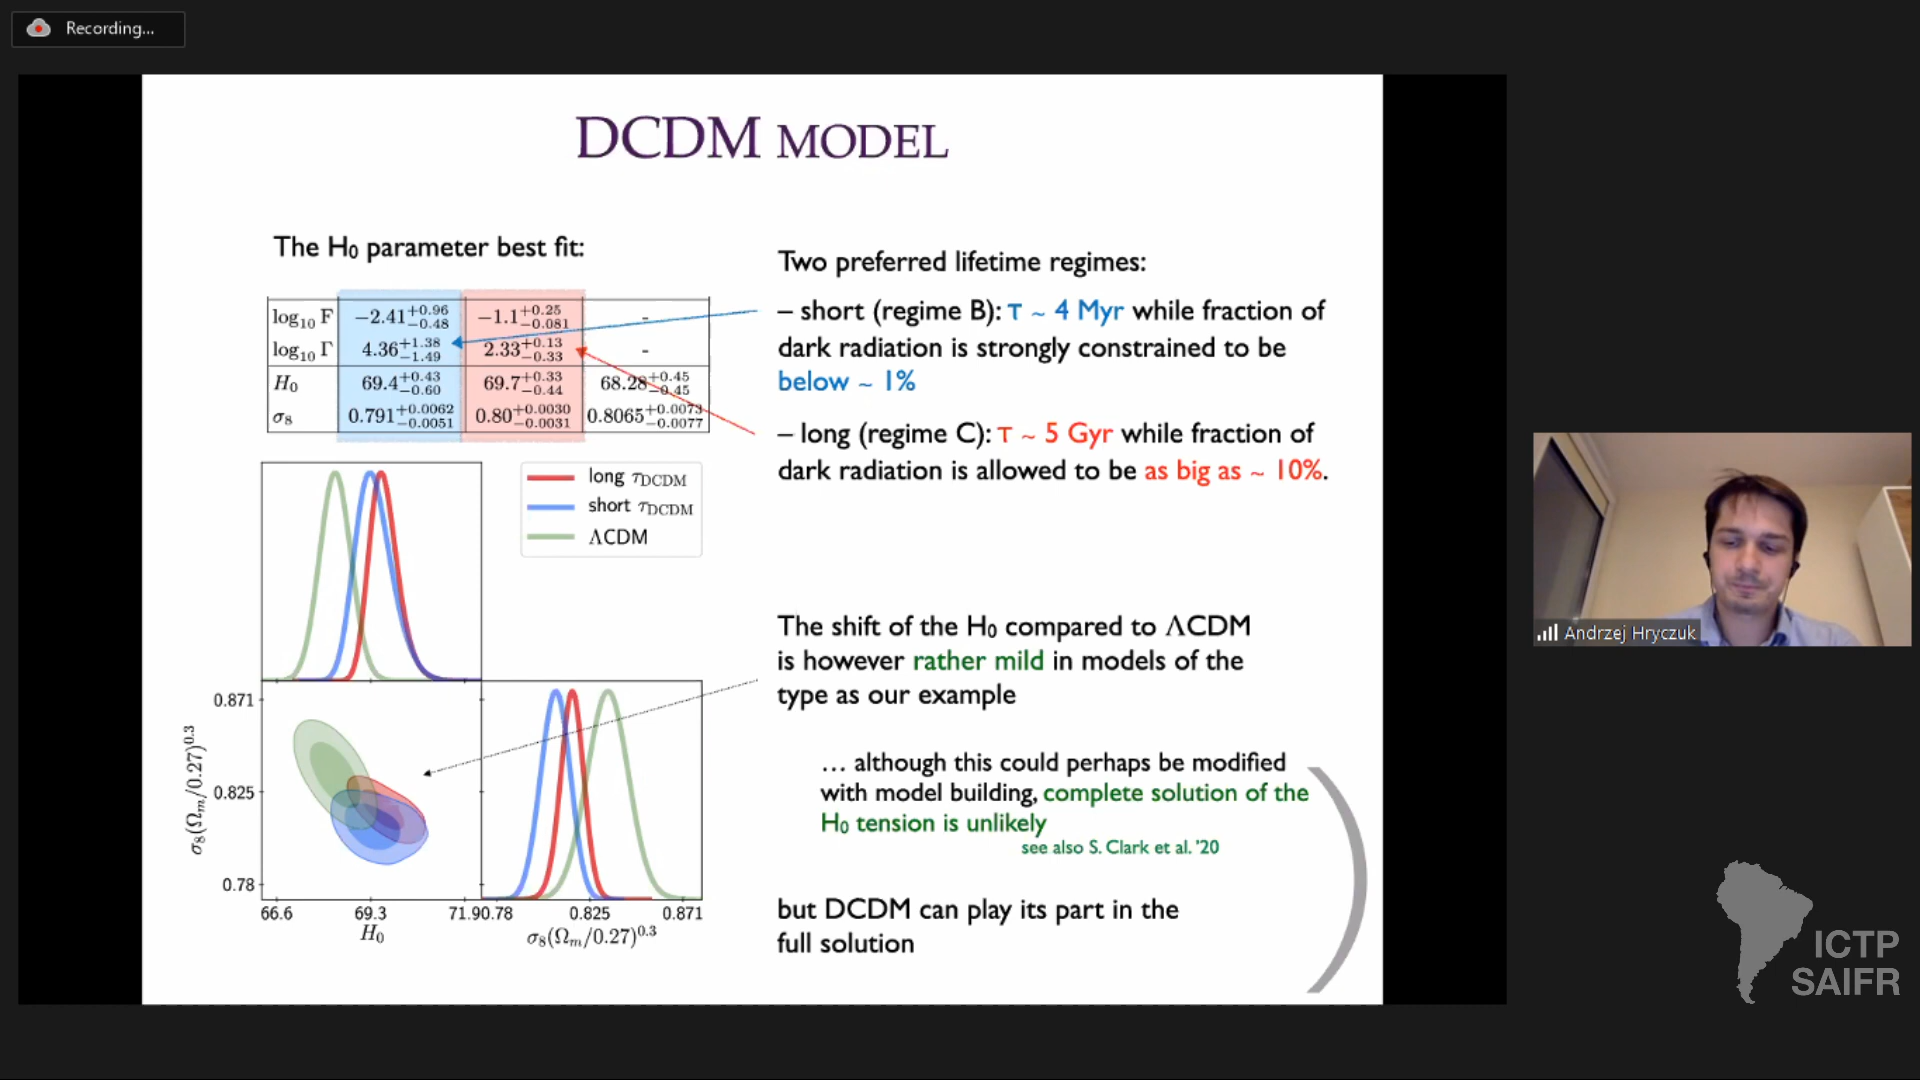 Recording...
DCDM MODEL
The H₀ parameter best fit:
log₁₀ F −2.41⁺⁰·⁹⁶₋₀.₄₈ −1.1⁺⁰·²⁵₋₀.₀₈₁ -
log₁₀ Γ 4.36⁺¹·³⁸₋₁.₄₉ 2.33⁺⁰·¹³₋₀.₃₃ -
H₀ 69.4⁺⁰·⁴³₋₀.₆₀ 69.7⁺⁰·³³₋₀.₄₄ 68.28⁺⁰·⁴⁵₋₀.₄₅
σ₈ 0.791⁺⁰·⁰⁰⁶²₋₀.₀₀₅₁ 0.80⁺⁰·⁰⁰³⁰₋₀.₀₀₃₁ 0.8065⁺⁰·⁰⁰⁷³₋₀.₀₀₇₇
long τDCDM
short τDCDM
ΛCDM
0.871
0.825
0.78
σ₈(Ωₘ/0.27)⁰·³
66.6 69.3 71.9 0.78 0.825 0.871
H₀ σ₈(Ωₘ/0.27)⁰·³
Two preferred lifetime regimes:
– short (regime B): τ ~ 4 Myr while fraction of
dark radiation is strongly constrained to be
below ~ 1%
– long (regime C): τ ~ 5 Gyr while fraction of
dark radiation is allowed to be as big as ~ 10%.
The shift of the H₀ compared to ΛCDM
is however rather mild in models of the
type as our example
… although this could perhaps be modified
with model building, complete solution of the
H₀ tension is unlikely
see also S. Clark et al. '20
but DCDM can play its part in the
full solution
Andrzej Hryczuk
ICTP
SAIFR